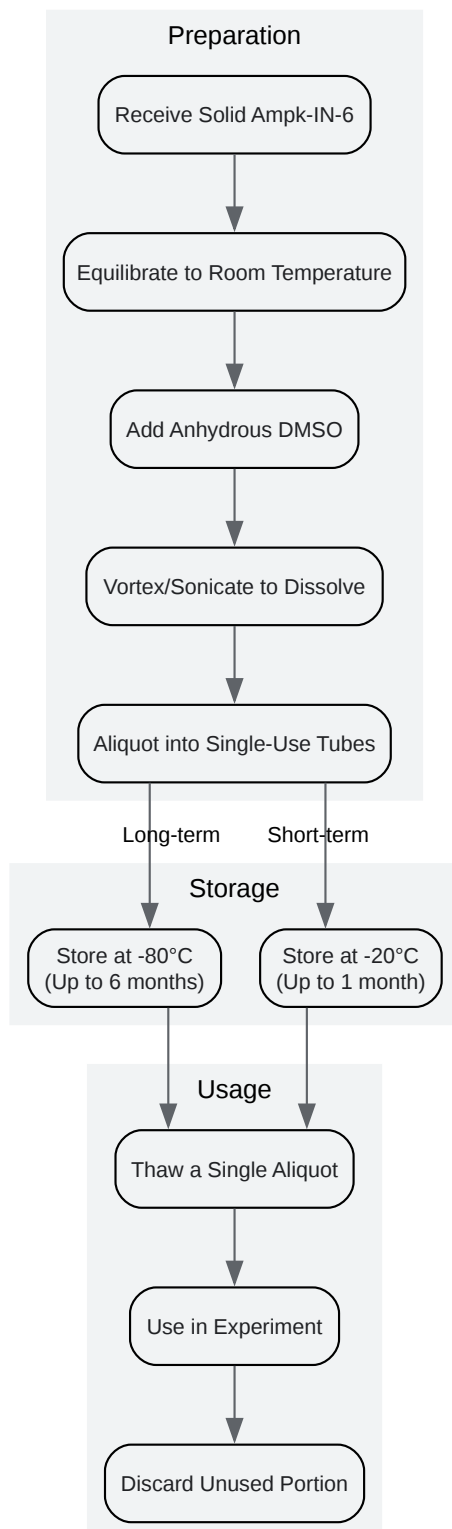 Preparation
Receive Solid Ampk-IN-6
Equilibrate to Room Temperature
Add Anhydrous DMSO
Vortex/Sonicate to Dissolve
Aliquot into Single-Use Tubes
Long-term
Short-term
Storage
Store at -80°C
(Up to 6 months)
Store at -20°C
(Up to 1 month)
Usage
Thaw a Single Aliquot
Use in Experiment
Discard Unused Portion